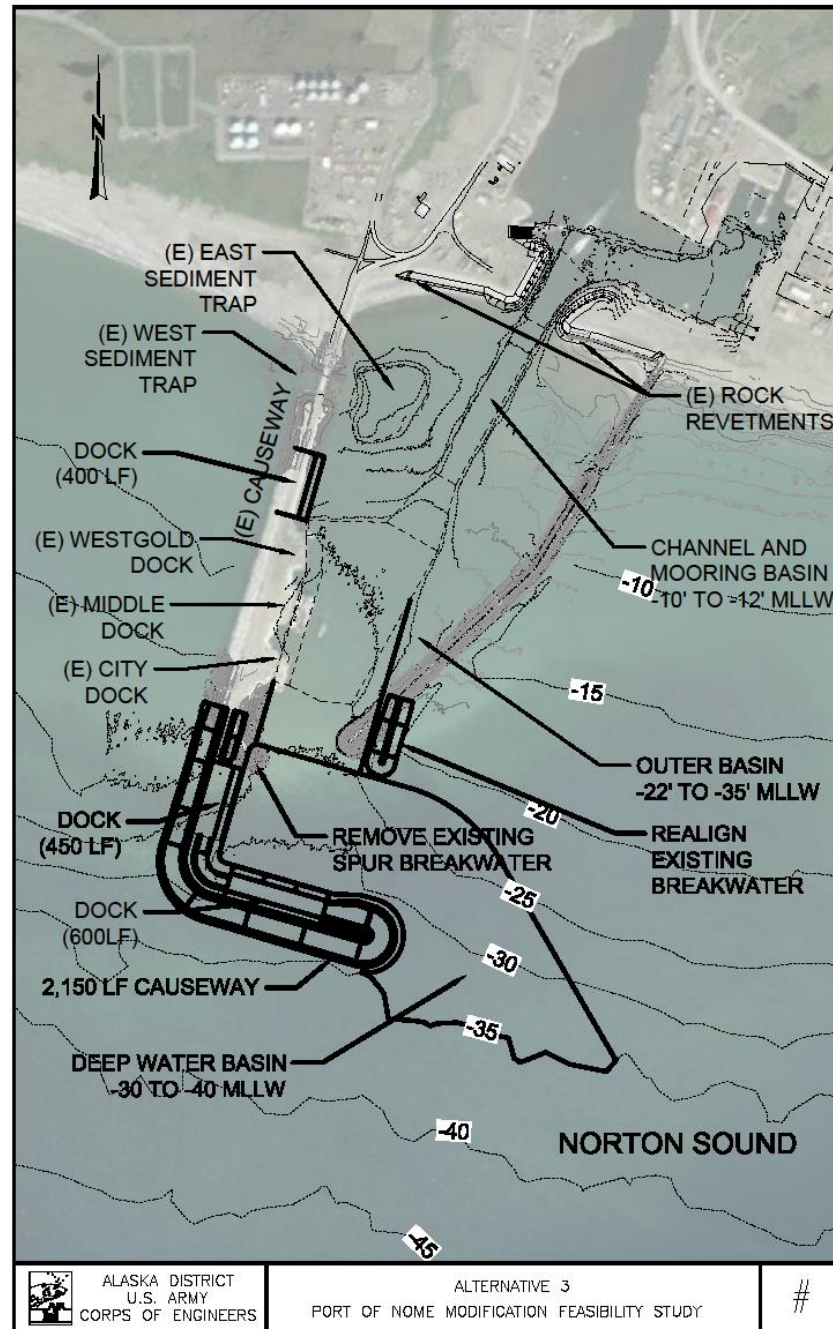 N
(E) EAST
SEDIMENT
TRAP
(E) WEST
SEDIMENT
TRAP
(E) CAUSEWAY
(E) ROCK
REVETMENTS
DOCK
(400 LF)
(E) WESTGOLD
DOCK
CHANNEL AND
MOORING BASIN
-10' TO -12' MLLW
-10
(E) MIDDLE
DOCK
(E) CITY
DOCK
-15
OUTER BASIN
-22' TO -35' MLLW
-20
DOCK
(450 LF)
REMOVE EXISTING
SPUR BREAKWATER
REALIGN
EXISTING
BREAKWATER
-25
DOCK
(600LF)
-30
2,150 LF CAUSEWAY
-35
DEEP WATER BASIN
-30 TO -40 MLLW
-40
NORTON SOUND
-45
ALASKA DISTRICT
U.S. ARMY
CORPS OF ENGINEERS
ALTERNATIVE 3
PORT OF NOME MODIFICATION FEASIBILITY STUDY
#